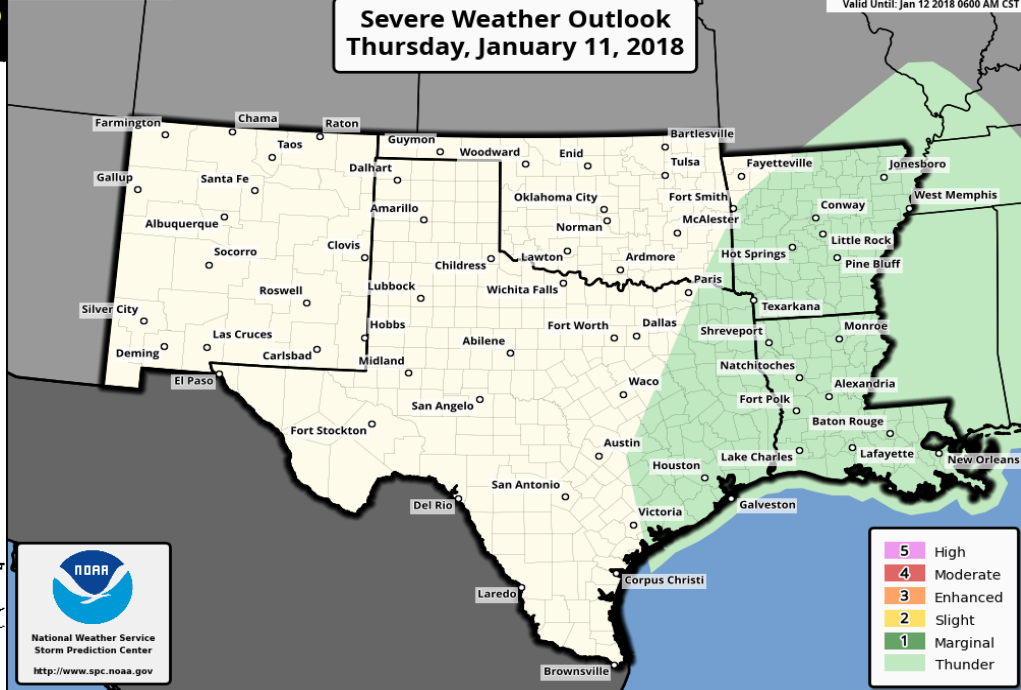 Valid Until: Jan 12 2018 0600 AM CST
Severe Weather Outlook
Thursday, January 11, 2018
Farmington
Chama
Raton
Guymon
Bartlesville
Taos
Woodward
Enid
Tulsa
Fayetteville
Jonesboro
Gallup
Santa Fe
Dalhart
Oklahoma City
Fort Smith
West Memphis
Albuquerque
Amarillo
Norman
McAlester
Conway
Socorro
Clovis
Childress
Lawton
Ardmore
Hot Springs
Little Rock
Pine Bluff
Roswell
Lubbock
Wichita Falls
Paris
Texarkana
Silver City
Las Cruces
Hobbs
Fort Worth
Dallas
Shreveport
Monroe
Deming
Carlsbad
Midland
Abilene
Natchitoches
El Paso
San Angelo
Waco
Fort Polk
Alexandria
Fort Stockton
Austin
Baton Rouge
Houston
Lake Charles
Lafayette
New Orleans
Del Rio
San Antonio
Victoria
Galveston
Laredo
Corpus Christi
Brownsville
NOAA
National Weather Service
Storm Prediction Center
http://www.spc.noaa.gov
5 High
4 Moderate
3 Enhanced
2 Slight
1 Marginal
Thunder